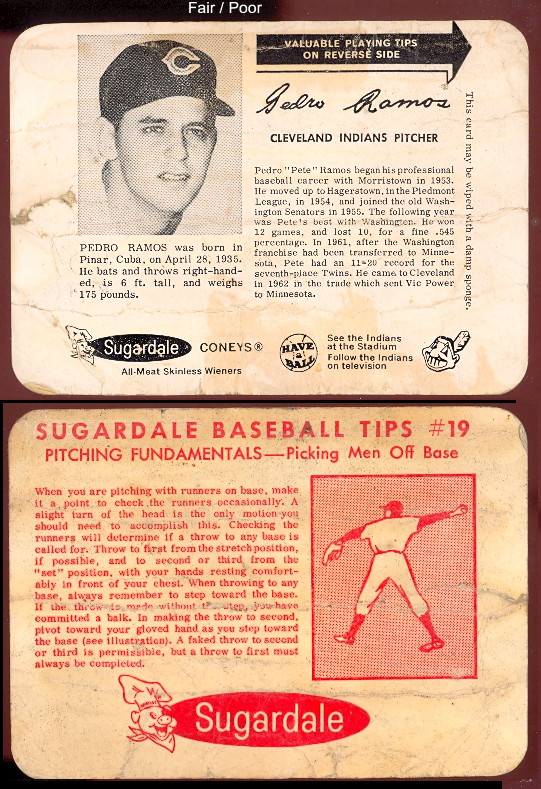 Fair / Poor
VALUABLE PLAYING TIPS
ON REVERSE SIDE
Pedro Ramos
CLEVELAND INDIANS PITCHER
Pedro "Pete" Ramos began his professional
baseball career with Morristown in 1953.
He moved up to Hagerstown, in the Piedmont
League, in 1954, and joined the old Wash-
ington Senators in 1955. The following year
was Pete's best with Washington. He won
12 games, and lost 10, for a fine .545
percentage. In 1961, after the Washington
franchise had been transferred to Minne-
sota, Pete had an 11-20 record for the
seventh-place Twins. He came to Cleveland
in 1962 in the trade which sent Vic Power
to Minnesota.
This card may be wiped with a damp sponge.
PEDRO RAMOS was born in
Pinar, Cuba, on April 28, 1935.
He bats and throws right-hand-
ed, is 6 ft. tall, and weighs
175 pounds.
Sugardale CONEYS®
All-Meat Skinless Wieners
HAVE
a
BALL
See the Indians
at the Stadium
Follow the Indians
on television
SUGARDALE BASEBALL TIPS #19
PITCHING FUNDAMENTALS—Picking Men Off Base
When you are pitching with runners on base, make
it a point to check the runners occasionally. A
slight turn of the head is the only motion you
should need to accomplish this. Checking the
runners will determine if a throw to any base is
called for. Throw to first from the stretch position,
if possible, and to second or third from the
"set" position, with your hands resting comfort-
ably in front of your chest. When throwing to any
base, always remember to step toward the base.
If the throw is made without the step, you have
committed a balk. In making the throw to second,
pivot toward your gloved hand as you step toward
the base (see illustration). A faked throw to second
or third is permissible, but a throw to first must
always be completed.
Sugardale